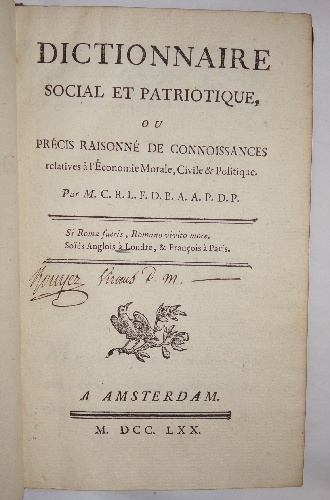 DICTIONNAIRE
SOCIAL ET PATRIOTIQUE,
OU
PRÉCIS RAISONNÉ DE CONNOISSANCES
relatives à l'Économie Morale, Civile & Politique.
Par M. C. R. L. F. D. B. A. A. P. D. P.
Si Romæ fueris, Romano vivito more.
Soïés Anglois à Londre, & François à Paris.
Rouyer
A AMSTERDAM.
M. DCC. LXX.